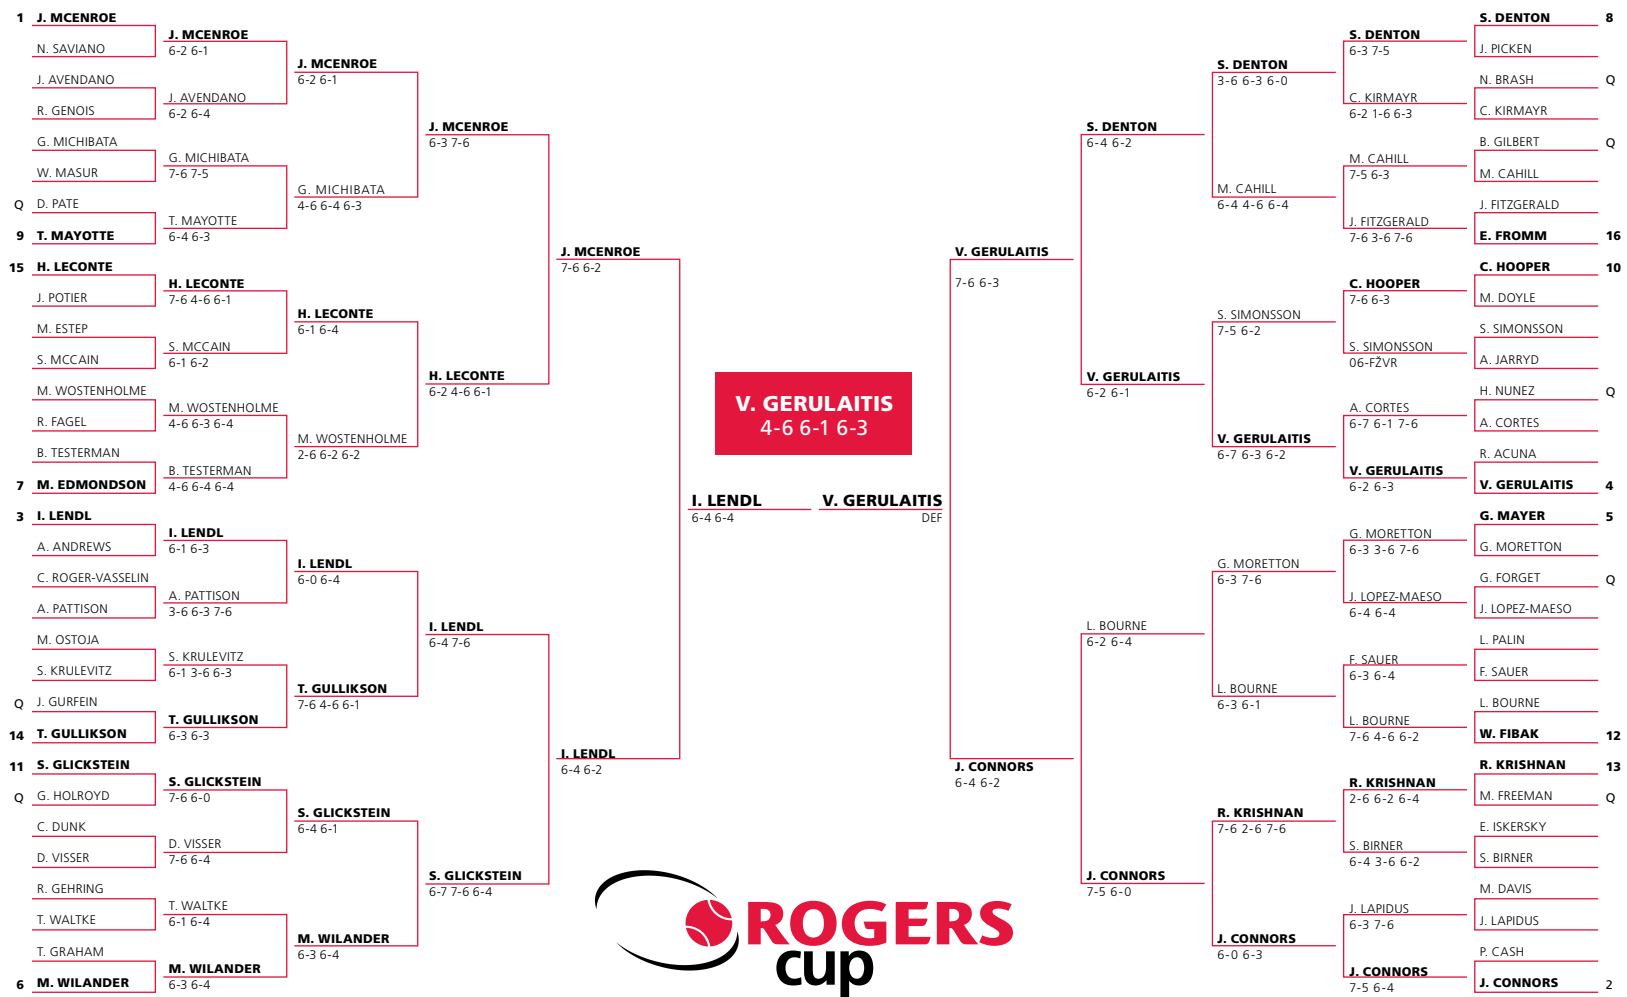 1 J. MCENROE
N. SAVIANO
J. AVENDANO
R. GENOIS
G. MICHIBATA
W. MASUR
Q D. PATE
9 T. MAYOTTE
15 H. LECONTE
J. POTIER
M. ESTEP
S. MCCAIN
M. WOSTENHOLME
R. FAGEL
B. TESTERMAN
7 M. EDMONDSON
3 I. LENDL
A. ANDREWS
C. ROGER-VASSELIN
A. PATTISON
M. OSTOJA
S. KRULEVITZ
Q J. GURFEIN
14 T. GULLIKSON
11 S. GLICKSTEIN
Q G. HOLROYD
C. DUNK
D. VISSER
R. GEHRING
T. WALTKE
T. GRAHAM
6 M. WILANDER
J. MCENROE
6-2 6-1
J. AVENDANO
6-2 6-4
G. MICHIBATA
7-6 7-5
T. MAYOTTE
6-4 6-3
H. LECONTE
7-6 4-6 6-1
S. MCCAIN
6-1 6-2
M. WOSTENHOLME
4-6 6-3 6-4
B. TESTERMAN
4-6 6-4 6-4
I. LENDL
6-1 6-3
A. PATTISON
3-6 6-3 7-6
S. KRULEVITZ
6-1 3-6 6-3
T. GULLIKSON
6-3 6-3
S. GLICKSTEIN
7-6 6-0
D. VISSER
7-6 6-4
T. WALTKE
6-1 6-4
M. WILANDER
6-3 6-4
J. MCENROE
6-2 6-1
G. MICHIBATA
4-6 6-4 6-3
H. LECONTE
6-1 6-4
M. WOSTENHOLME
2-6 6-2 6-2
I. LENDL
6-0 6-4
T. GULLIKSON
7-6 4-6 6-1
S. GLICKSTEIN
6-4 6-1
M. WILANDER
6-3 6-4
J. MCENROE
6-3 7-6
H. LECONTE
6-2 4-6 6-1
I. LENDL
6-4 7-6
S. GLICKSTEIN
6-7 7-6 6-4
J. MCENROE
7-6 6-2
I. LENDL
6-4 6-2
I. LENDL
6-4 6-4
V. GERULAITIS
4-6 6-1 6-3
V. GERULAITIS
DEF
V. GERULAITIS
7-6 6-3
J. CONNORS
6-4 6-2
S. DENTON
6-4 6-2
V. GERULAITIS
6-2 6-1
L. BOURNE
6-2 6-4
J. CONNORS
7-5 6-0
S. DENTON
3-6 6-3 6-0
M. CAHILL
6-4 4-6 6-4
S. SIMONSSON
7-5 6-2
V. GERULAITIS
6-7 6-3 6-2
G. MORETTON
6-3 7-6
L. BOURNE
6-3 6-1
R. KRISHNAN
7-6 2-6 7-6
J. CONNORS
6-0 6-3
S. DENTON
6-3 7-5
C. KIRMAYR
6-2 1-6 6-3
M. CAHILL
7-5 6-3
J. FITZGERALD
7-6 3-6 7-6
C. HOOPER
7-6 6-3
S. SIMONSSON
06-FŽVR
A. CORTES
6-7 6-1 7-6
V. GERULAITIS
6-2 6-3
G. MORETTON
6-3 3-6 7-6
J. LOPEZ-MAESO
6-4 6-4
F. SAUER
6-3 6-4
L. BOURNE
7-6 4-6 6-2
R. KRISHNAN
2-6 6-2 6-4
S. BIRNER
6-4 3-6 6-2
J. LAPIDUS
6-3 7-6
J. CONNORS
7-5 6-4
S. DENTON 8
J. PICKEN
N. BRASH Q
C. KIRMAYR
B. GILBERT Q
M. CAHILL
J. FITZGERALD
E. FROMM 16
C. HOOPER 10
M. DOYLE
S. SIMONSSON
A. JARRYD
H. NUNEZ Q
A. CORTES
R. ACUNA
V. GERULAITIS 4
G. MAYER 5
G. MORETTON
G. FORGET Q
J. LOPEZ-MAESO
L. PALIN
F. SAUER
L. BOURNE
W. FIBAK 12
R. KRISHNAN 13
M. FREEMAN Q
E. ISKERSKY
S. BIRNER
M. DAVIS
J. LAPIDUS
P. CASH
J. CONNORS 2
ROGERS
cup